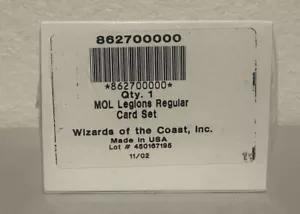 862700000
*862700000*
Qty. 1
MOL Legions Regular
Card Set
Wizards of the Coast, Inc.
Made in USA
Lot # 450167195
11/02